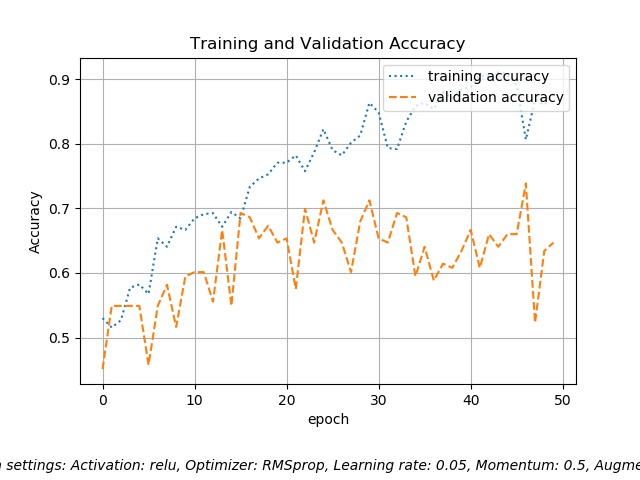 Training and Validation Accuracy
training accuracy
validation accuracy
0.9
0.8
0.7
0.6
0.5
Accuracy
0 10 20 30 40 50
epoch
settings: Activation: relu, Optimizer: RMSprop, Learning rate: 0.05, Momentum: 0.5,